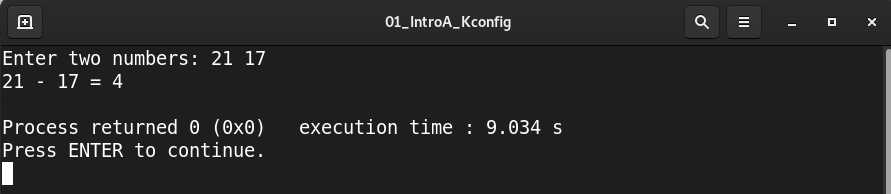 01_IntroA_Kconfig
Enter two numbers: 21 17
21 - 17 = 4
Process returned 0 (0x0)   execution time : 9.034 s
Press ENTER to continue.